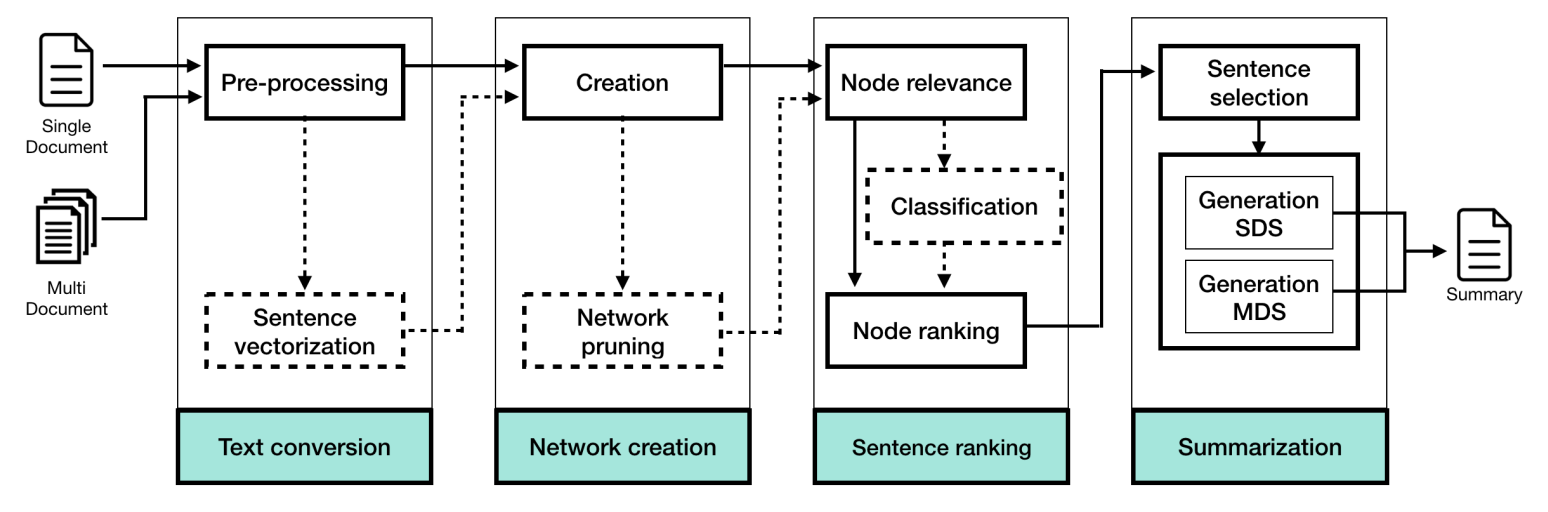 Single
Document
Multi
Document
Pre-processing
Sentence
vectorization
Text conversion
Creation
Network
pruning
Network creation
Node relevance
Classification
Node ranking
Sentence ranking
Sentence
selection
Generation
SDS
Generation
MDS
Summarization
Summary